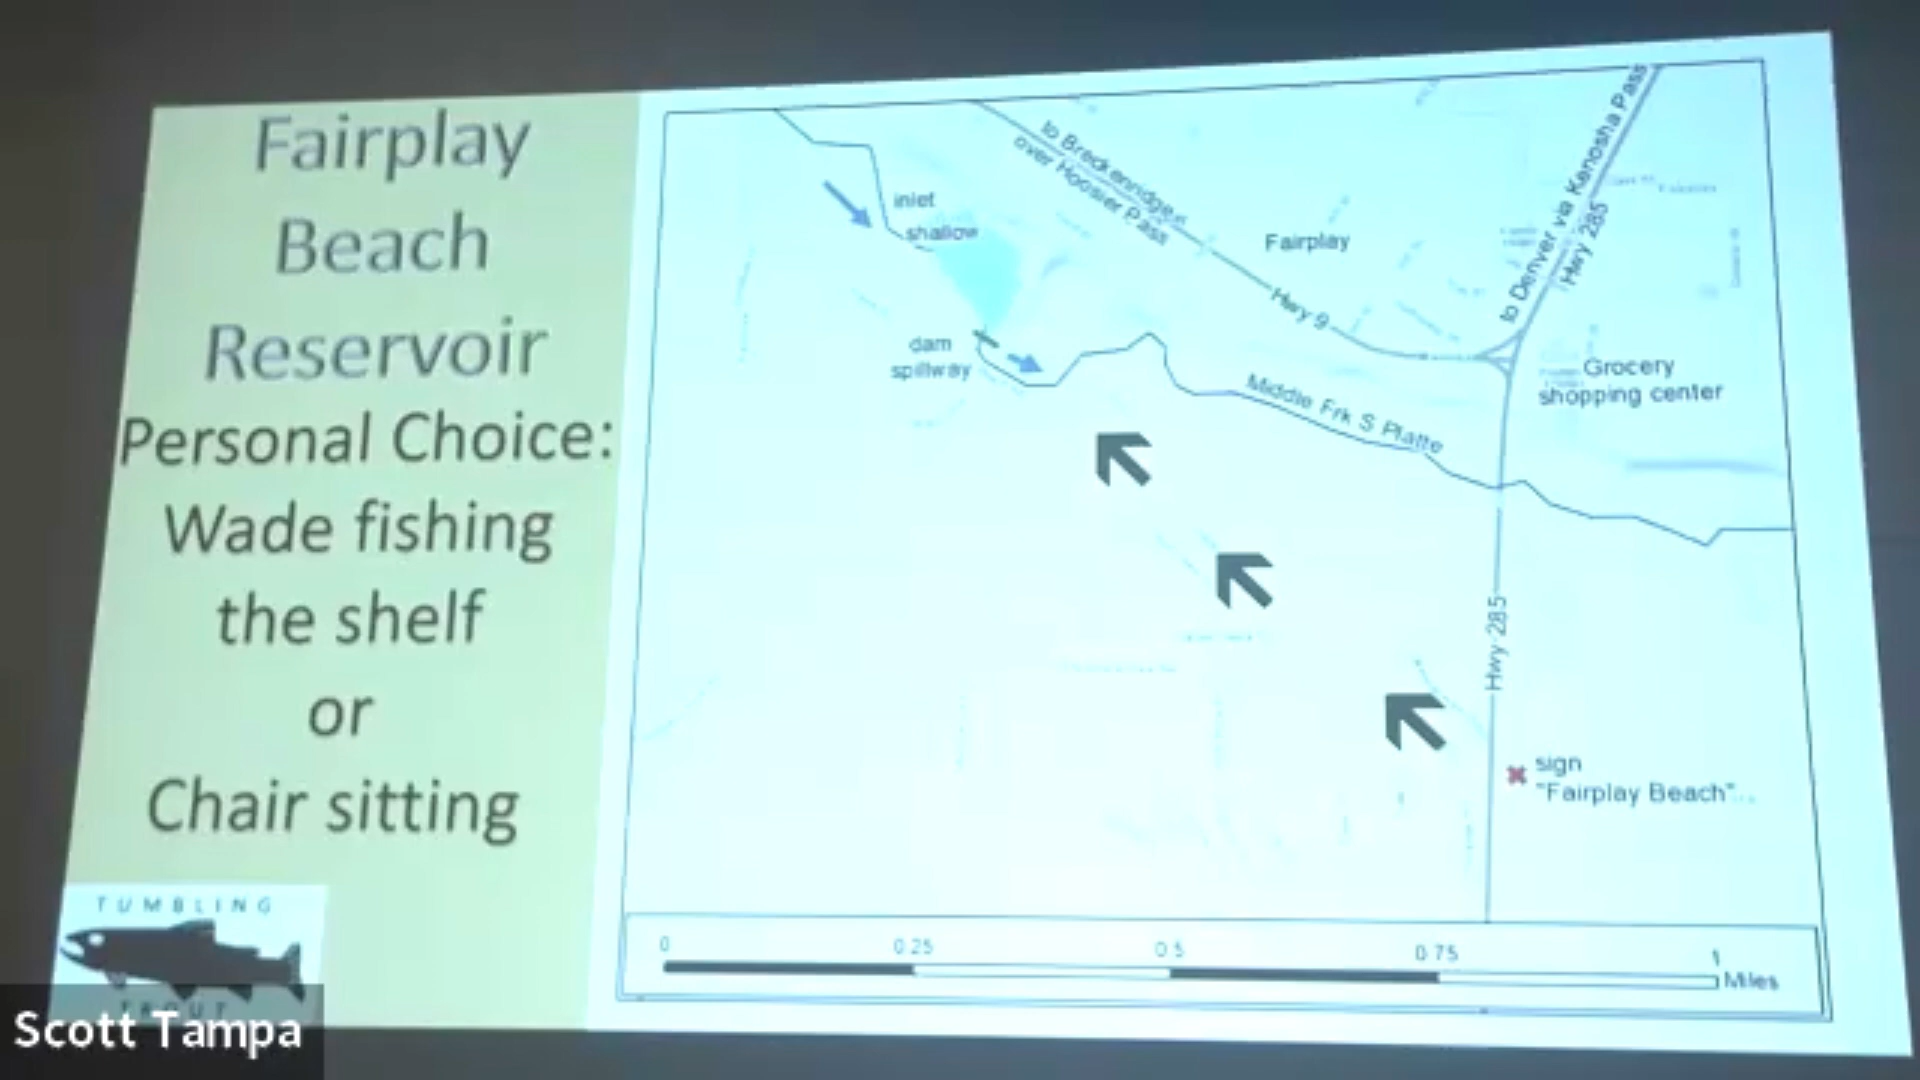 Fairplay
Beach
Reservoir
Personal Choice:
Wade fishing
the shelf
or
Chair sitting
TUMBLING
TROUT
Scott Tampa
to Breckenridge
over Hoosier Pass
inlet
shallow
dam
spillway
Fairplay
Hwy 9
to Denver via Kenosha Pass
Hwy 285
Grocery
shopping center
Middle Frk S Platte
Hwy 285
sign
"Fairplay Beach"...
0 0.25 0.5 0.75 1
Miles